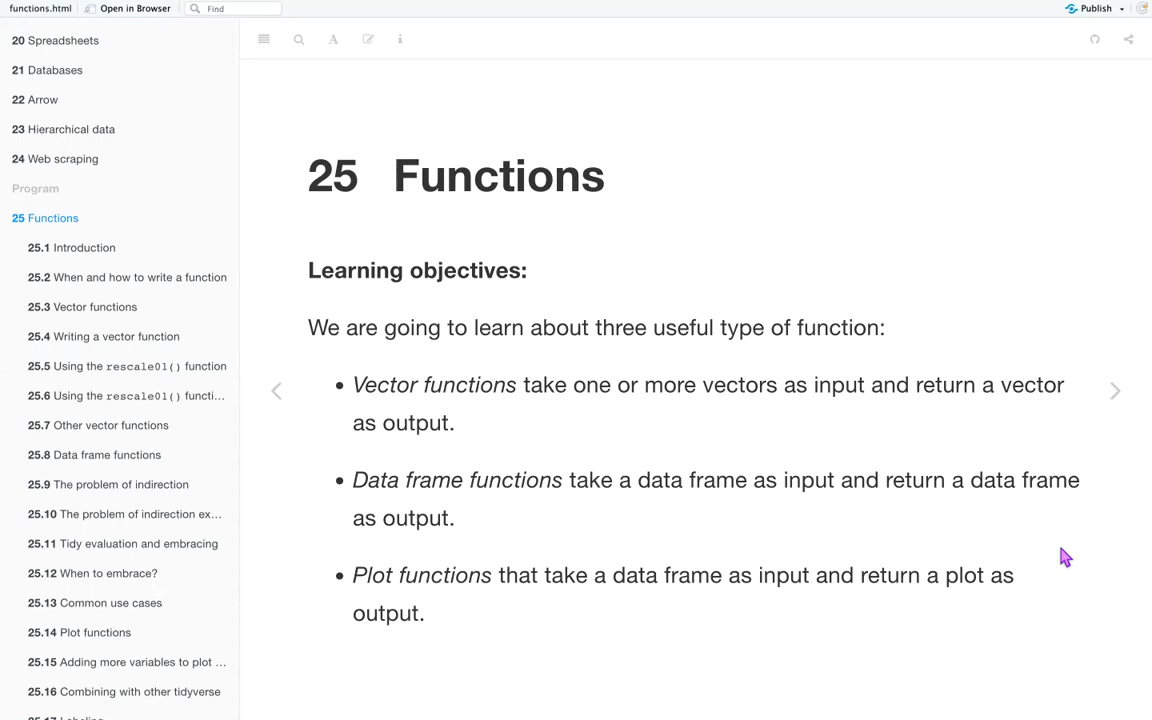 functions.html Open in Browser Find Publish
20 Spreadsheets
21 Databases
22 Arrow
23 Hierarchical data
24 Web scraping
Program
25 Functions
25.1 Introduction
25.2 When and how to write a function
25.3 Vector functions
25.4 Writing a vector function
25.5 Using the rescale01() function
25.6 Using the rescale01() functi…
25.7 Other vector functions
25.8 Data frame functions
25.9 The problem of indirection
25.10 The problem of indirection ex…
25.11 Tidy evaluation and embracing
25.12 When to embrace?
25.13 Common use cases
25.14 Plot functions
25.15 Adding more variables to plot …
25.16 Combining with other tidyverse
25.17 Labeling
25 Functions
Learning objectives:
We are going to learn about three useful type of function:
• Vector functions take one or more vectors as input and return a vector
as output.
• Data frame functions take a data frame as input and return a data frame
as output.
• Plot functions that take a data frame as input and return a plot as
output.